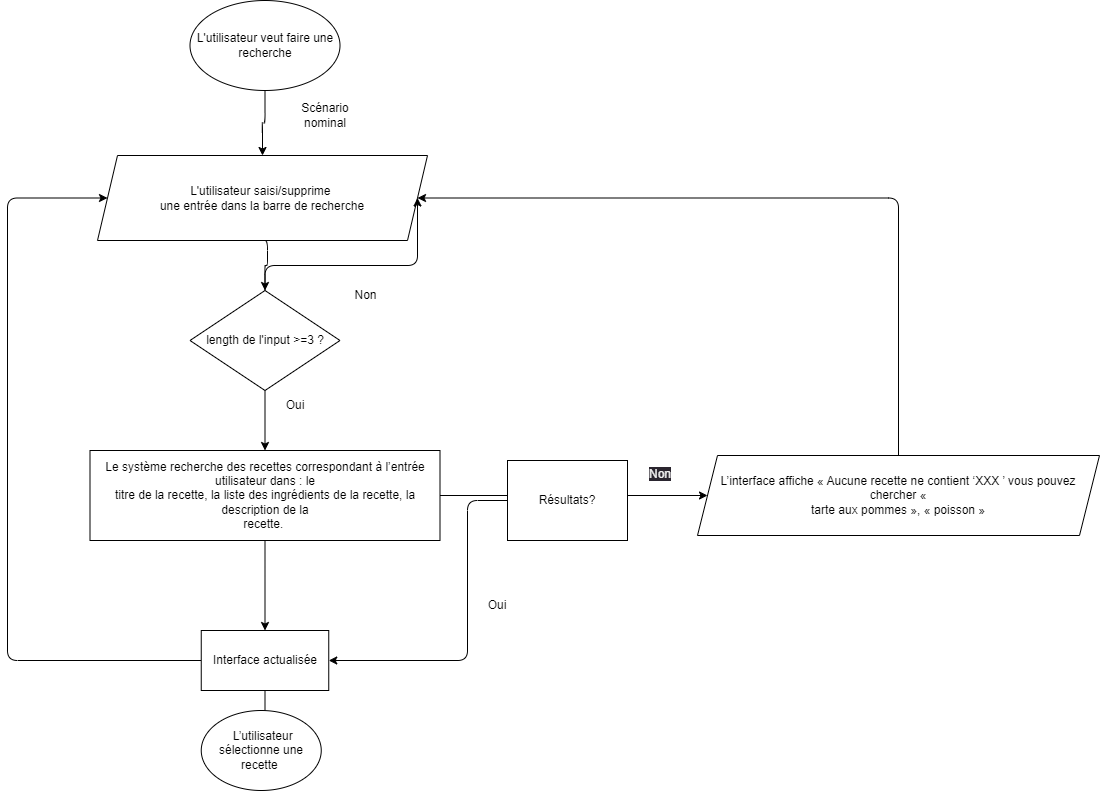 L'utilisateur veut faire une
recherche
Scénario
nominal
L'utilisateur saisi/supprime
une entrée dans la barre de recherche
Non
length de l'input >=3 ?
Oui
Le système recherche des recettes correspondant à l’entrée
utilisateur dans : le
titre de la recette, la liste des ingrédients de la recette, la
description de la
recette.
Résultats?
Non
L’interface affiche « Aucune recette ne contient ‘XXX ’ vous pouvez
chercher «
tarte aux pommes », « poisson »
Oui
Interface actualisée
L’utilisateur
sélectionne une
recette